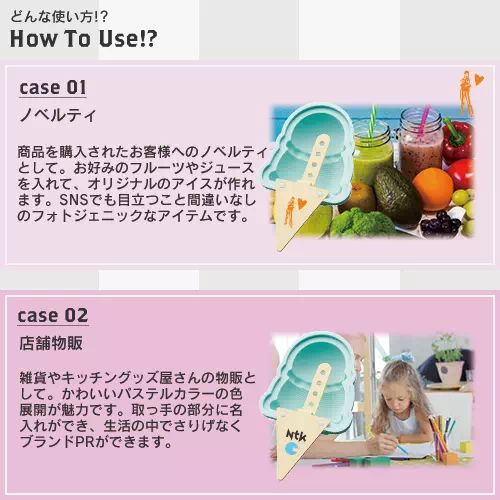 どんな使い方!?
How To Use!?
case 01
ノベルティ
商品を購入されたお客様へのノベルティ
として。お好みのフルーツやジュース
を入れて、オリジナルのアイスが作れ
ます。SNSでも目立つこと間違いなし
のフォトジェニックなアイテムです。
case 02
店舗物販
雑貨やキッチングッズ屋さんの物販と
して。かわいいパステルカラーの色
展開が魅力です。取っ手の部分に名
入れができ、生活の中でさりげなく
ブランドPRができます。
Ntk